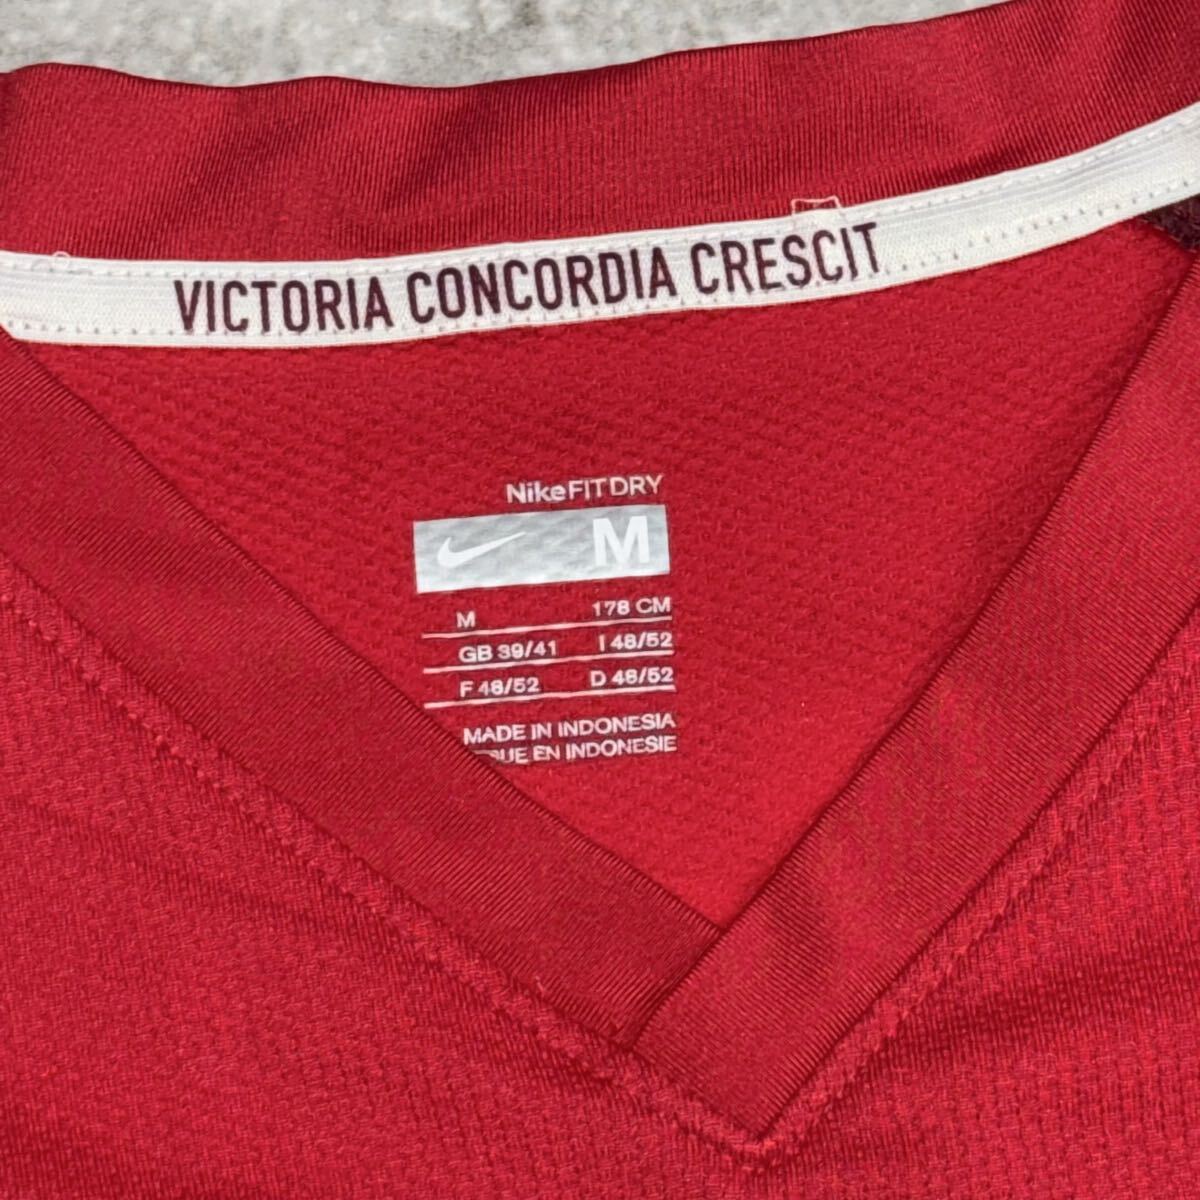 VICTORIA CONCORDIA CRESCIT
NikeFITDRY
M
M 178 CM
GB 39/41 I 48/52
F 48/52 D 48/52
MADE IN INDONESIA
EN INDONESIE